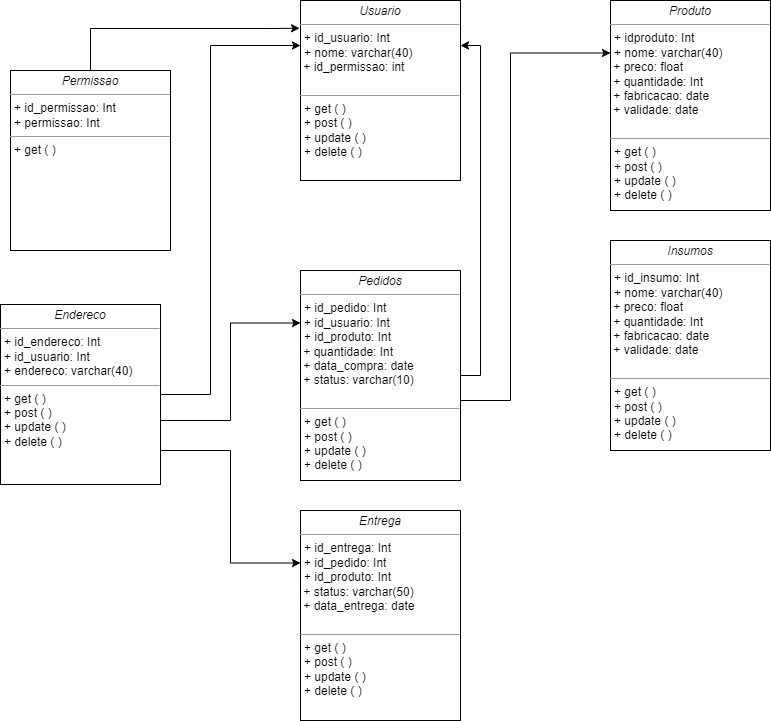 Usuario
+ id_usuario: Int
+ nome: varchar(40)
+ id_permissao: int
+ get ( )
+ post ( )
+ update ( )
+ delete ( )
Produto
+ idproduto: Int
+ nome: varchar(40)
+ preco: float
+ quantidade: Int
+ fabricacao: date
+ validade: date
+ get ( )
+ post ( )
+ update ( )
+ delete ( )
Permissao
+ id_permissao: Int
+ permissao: Int
+ get ( )
Insumos
+ id_insumo: Int
+ nome: varchar(40)
+ preco: float
+ quantidade: Int
+ fabricacao: date
+ validade: date
+ get ( )
+ post ( )
+ update ( )
+ delete ( )
Pedidos
+ id_pedido: Int
+ id_usuario: Int
+ id_produto: Int
+ quantidade: Int
+ data_compra: date
+ status: varchar(10)
+ get ( )
+ post ( )
+ update ( )
+ delete ( )
Endereco
+ id_endereco: Int
+ id_usuario: Int
+ endereco: varchar(40)
+ get ( )
+ post ( )
+ update ( )
+ delete ( )
Entrega
+ id_entrega: Int
+ id_pedido: Int
+ id_produto: Int
+ status: varchar(50)
+ data_entrega: date
+ get ( )
+ post ( )
+ update ( )
+ delete ( )